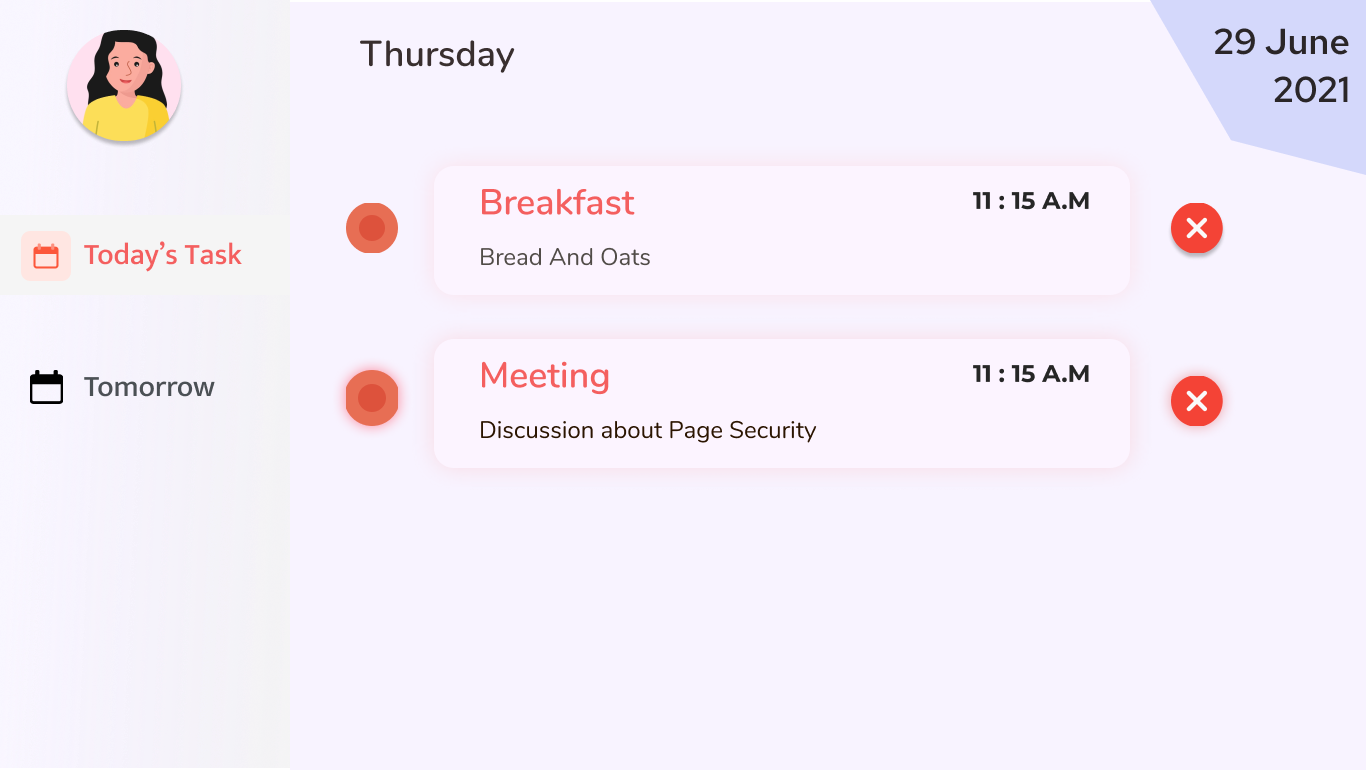 Thursday
29 June
2021
Today’s Task
Tomorrow
Breakfast
11 : 15 A.M
Bread And Oats
Meeting
11 : 15 A.M
Discussion about Page Security